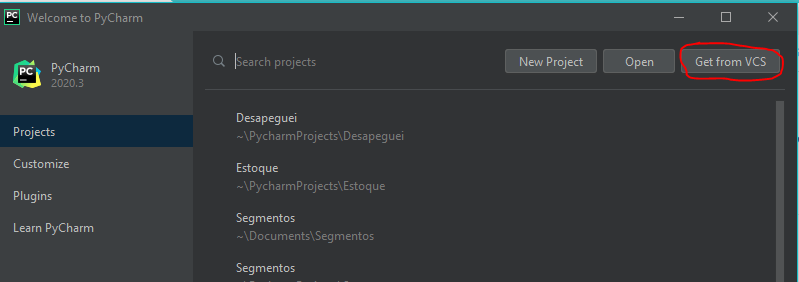 PC Welcome to PyCharm
PC PyCharm
2020.3
Search projects
New Project
Open
Get from VCS
Projects
Customize
Plugins
Learn PyCharm
Desapeguei
~\PycharmProjects\Desapeguei
Estoque
~\PycharmProjects\Estoque
Segmentos
~\Documents\Segmentos
Segmentos